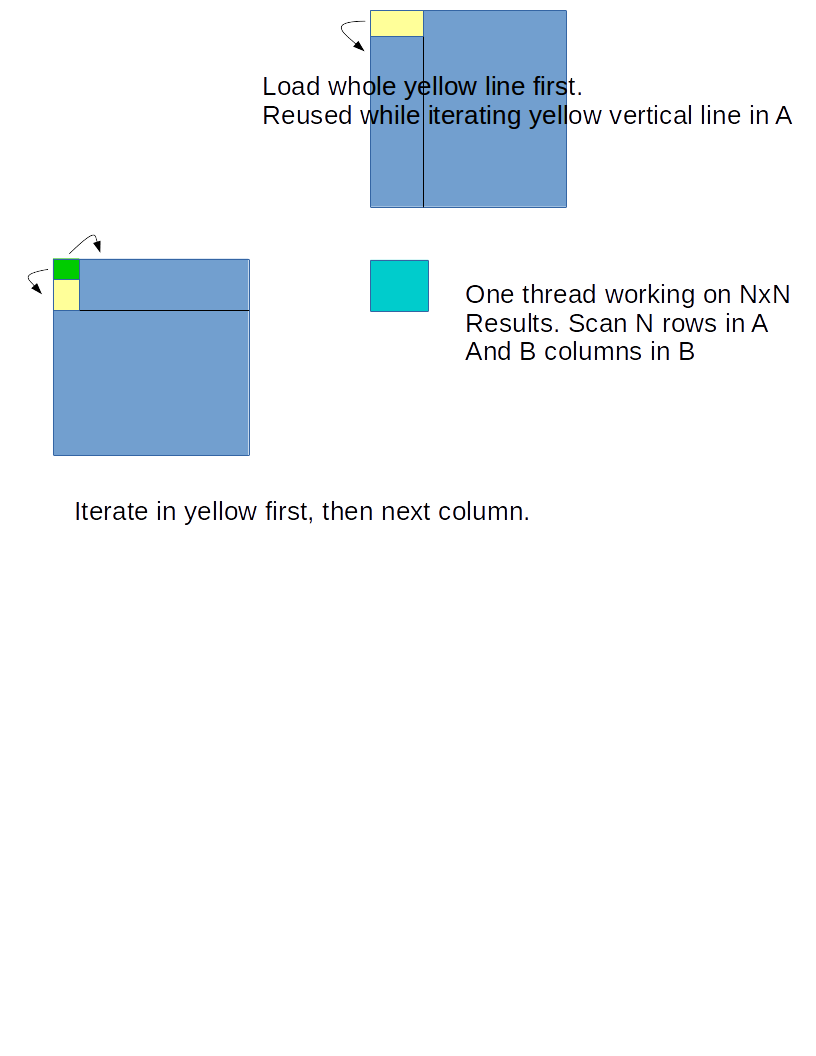 Load whole yellow line first.
Reused while iterating yellow vertical line in A
One thread working on NxN
Results. Scan N rows in A
And B columns in B
Iterate in yellow first, then next column.